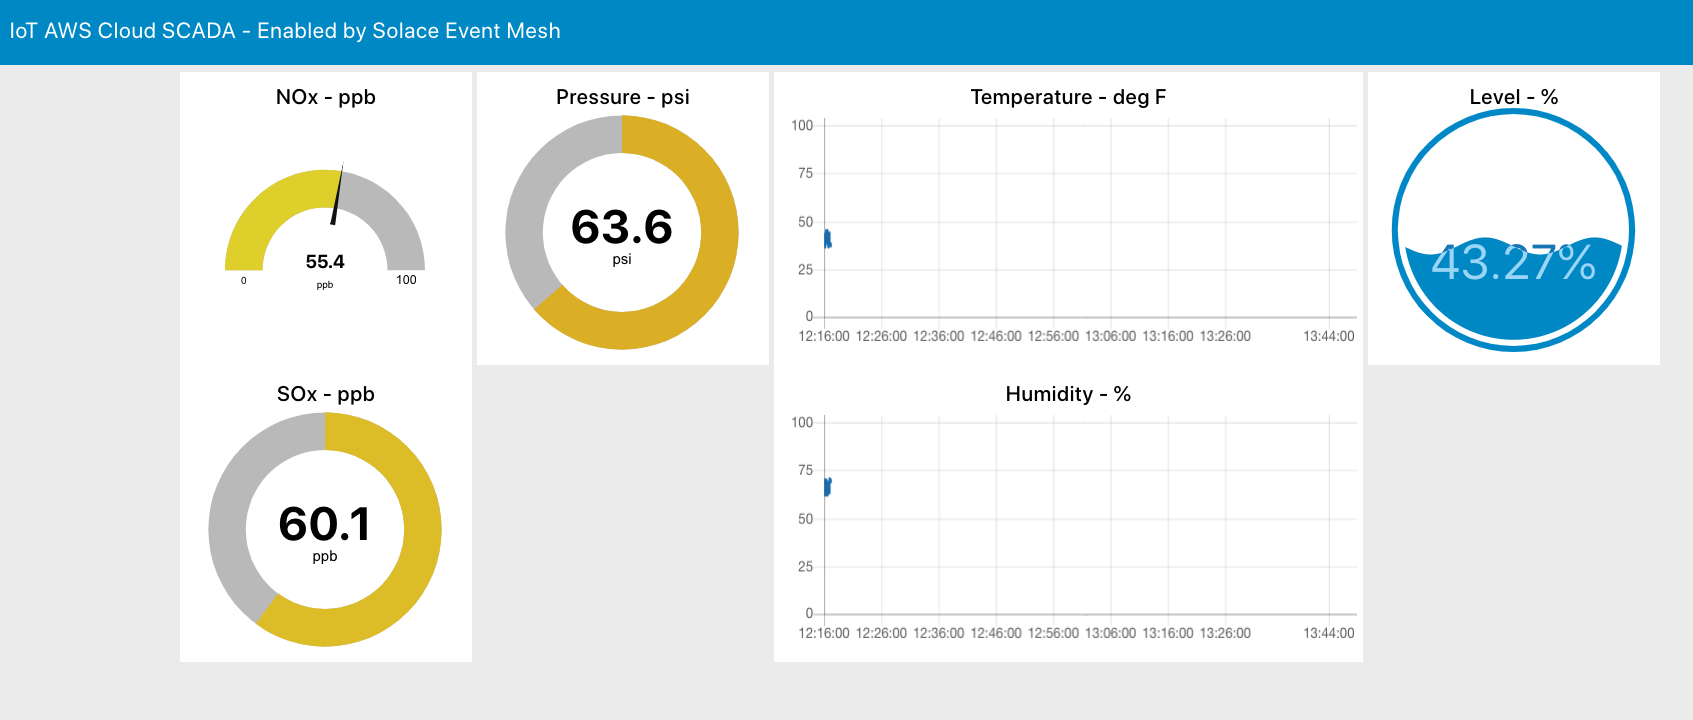 IoT AWS Cloud SCADA - Enabled by Solace Event Mesh
NOx - ppb
55.4
ppb
0
100
Pressure - psi
63.6
psi
Temperature - deg F
100
75
50
25
0
12:16:00 12:26:00 12:36:00 12:46:00 12:56:00 13:06:00 13:16:00 13:26:00 13:44:00
Level - %
43.27%
SOx - ppb
60.1
ppb
Humidity - %
100
75
50
25
0
12:16:00 12:26:00 12:36:00 12:46:00 12:56:00 13:06:00 13:16:00 13:26:00 13:44:00